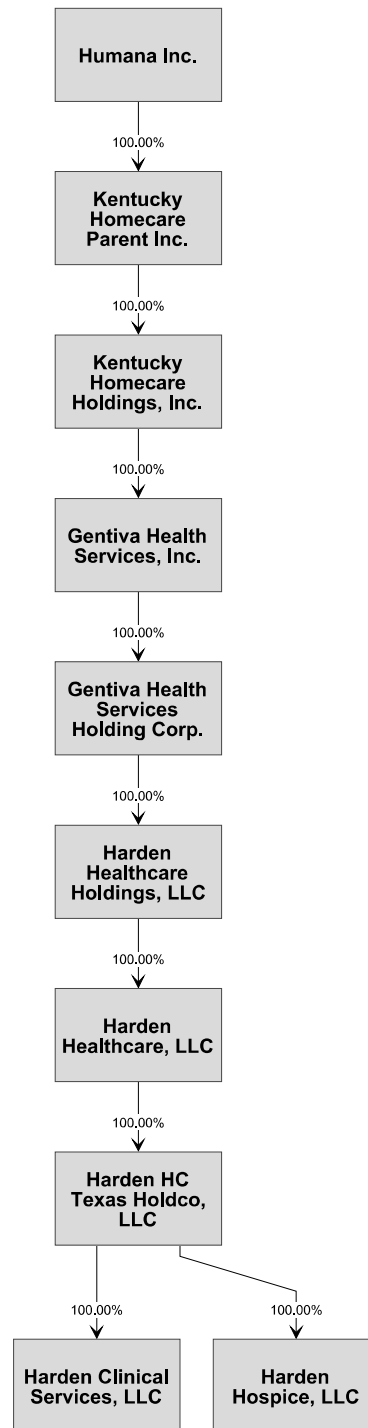 Humana Inc.
100.00%
Kentucky
Homecare
Parent Inc.
100.00%
Kentucky
Homecare
Holdings, Inc.
100.00%
Gentiva Health
Services, Inc.
100.00%
Gentiva Health
Services
Holding Corp.
100.00%
Harden
Healthcare
Holdings, LLC
100.00%
Harden
Healthcare, LLC
100.00%
Harden HC
Texas Holdco,
LLC
100.00%
100.00%
Harden Clinical
Services, LLC
Harden
Hospice, LLC